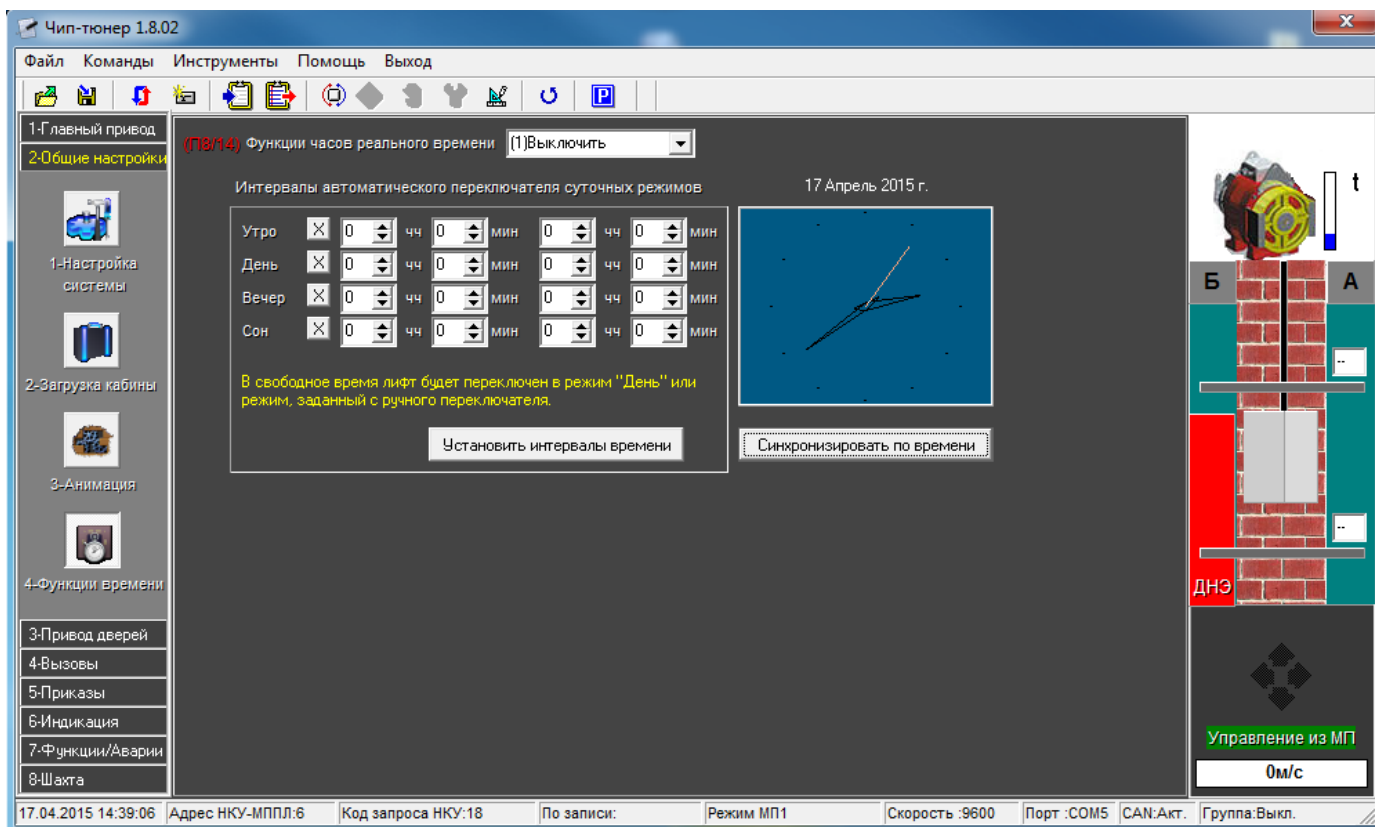 Чип-тюнер 1.8.02
Файл Команды Инструменты Помощь Выход
1-Главный привод
2-Общие настройки
1-Настройка
системы
2-Загрузка кабины
3-Анимация
4-Функции времени
3-Привод дверей
4-Вызовы
5-Приказы
6-Индикация
7-Функции/Аварии
8-Шахта
(П8/14) Функции часов реального времени (1)Выключить
Интервалы автоматического переключателя суточных режимов
17 Апрель 2015 г.
Утро X 0 чч 0 мин 0 чч 0 мин
День X 0 чч 0 мин 0 чч 0 мин
Вечер X 0 чч 0 мин 0 чч 0 мин
Сон X 0 чч 0 мин 0 чч 0 мин
В свободное время лифт будет переключен в режим "День" или
режим, заданный с ручного переключателя.
Установить интервалы времени
Синхронизировать по времени
t
Б А
--
--
ДНЭ
Управление из МП
0м/с
17.04.2015 14:39:06 Адрес НКУ-МППЛ:6 Код запроса НКУ:18 По записи: Режим МП1 Скорость :9600 Порт :COM5 CAN:Акт. Группа:Выкл.